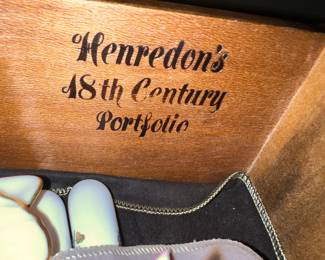 Henredon's
18th Century
Portfolio